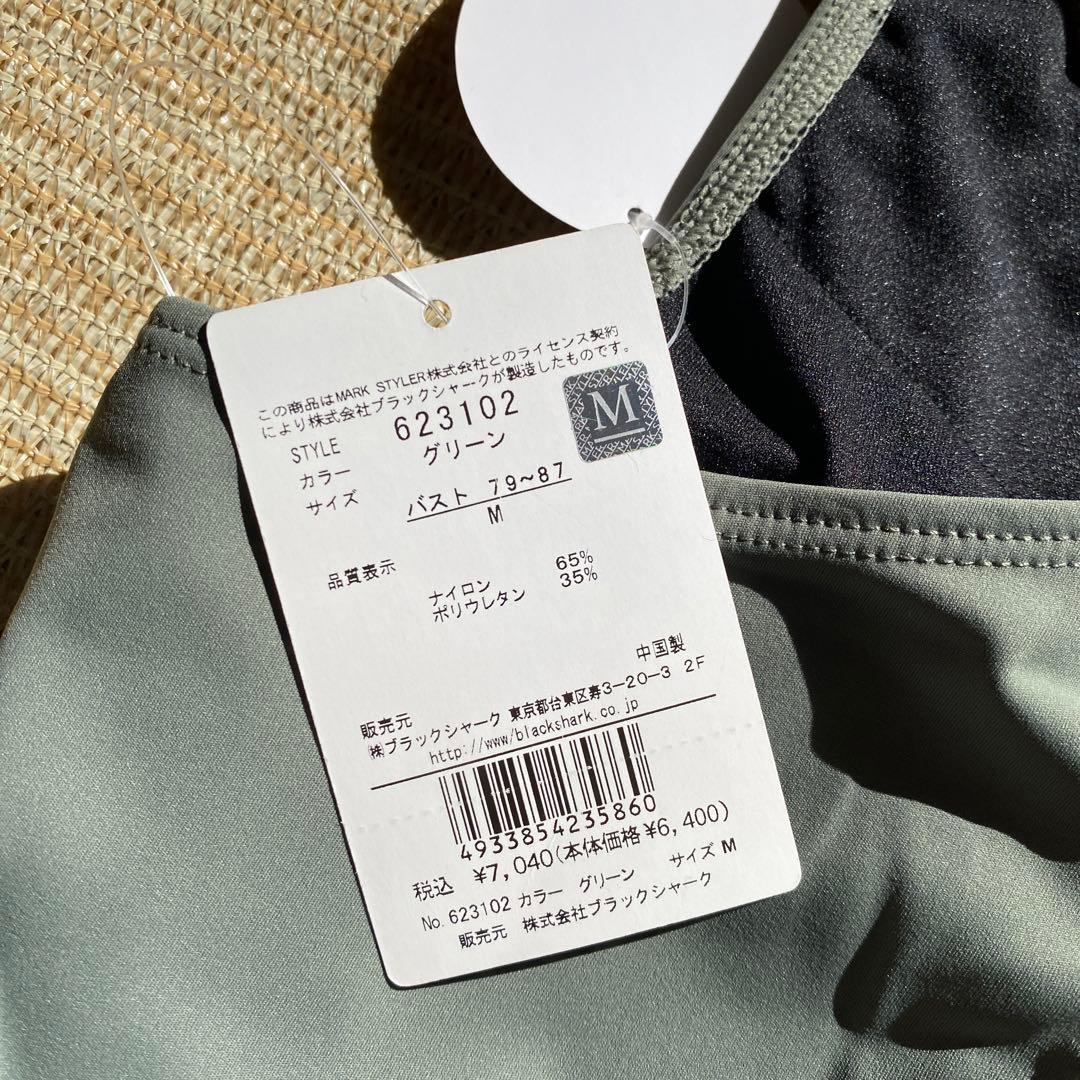 この商品はMARK STYLER株式会社とのライセンス契約
により株式会社ブラックシャークが製造したものです。
STYLE 623102
M
カラー グリーン
サイズ バスト 79~87
M
品質表示
ナイロン 65%
ポリウレタン 35%
中国製
販売元
㈱ブラックシャーク 東京都台東区寿3-20-3 2F
http://www/blackshark.co.jp
4933854235860
税込 ¥7,040(本体価格¥6,400)
No.623102 カラー グリーン サイズ M
販売元 株式会社ブラックシャーク